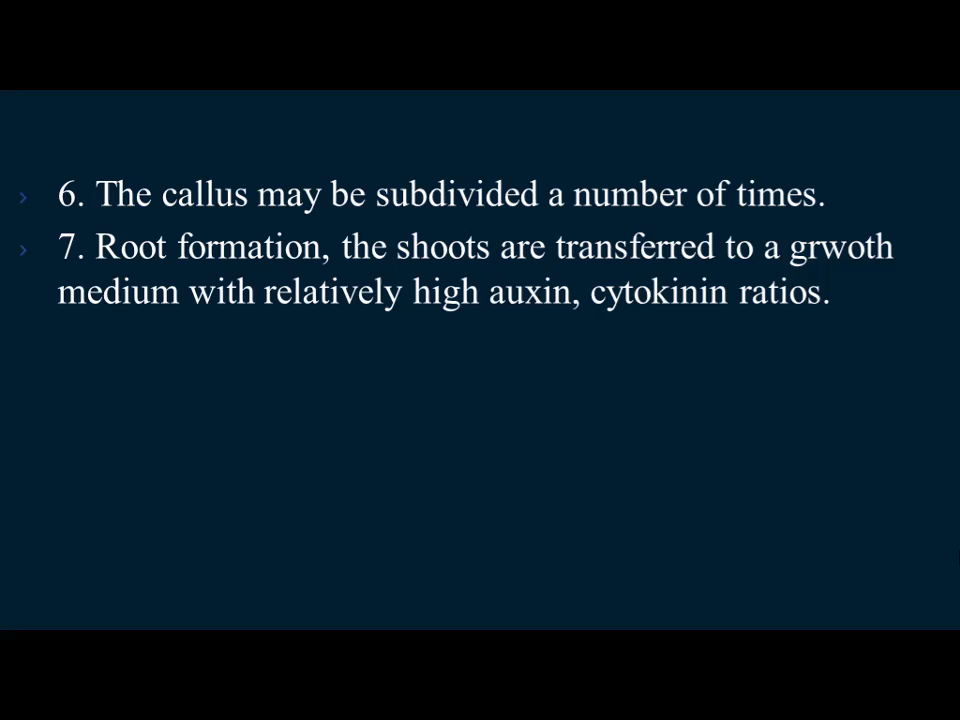 6. The callus may be subdivided a number of times.
7. Root formation, the shoots are transferred to a grwoth
medium with relatively high auxin, cytokinin ratios.